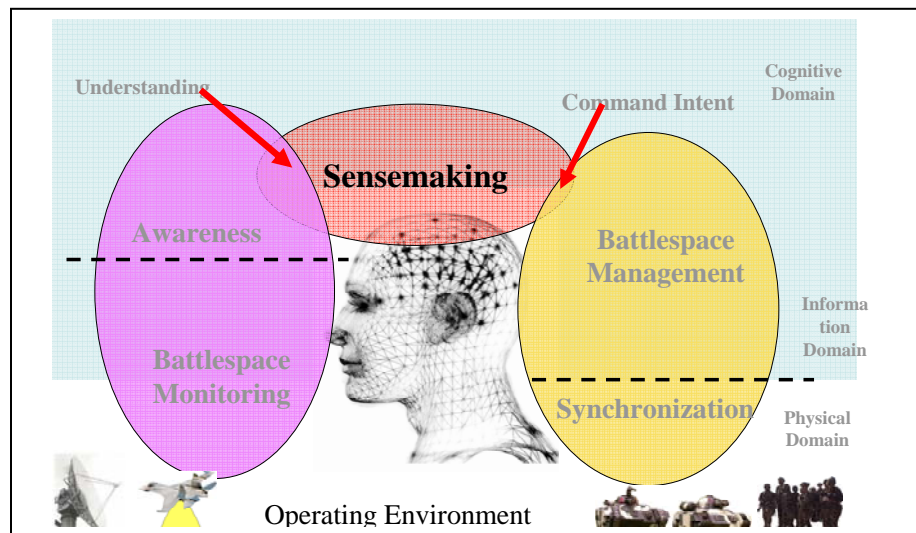 Understanding
Cognitive
Domain
Command Intent
Sensemaking
Awareness
Battlespace
Management
Informa
tion
Domain
Battlespace
Monitoring
Synchronization
Physical
Domain
Operating Environment